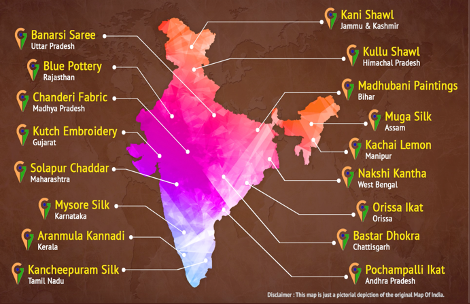 Banarsi Saree
Uttar Pradesh
Blue Pottery
Rajasthan
Chanderi Fabric
Madhya Pradesh
Kutch Embroidery
Gujarat
Solapur Chaddar
Maharashtra
Mysore Silk
Karnataka
Aranmula Kannadi
Kerala
Kancheepuram Silk
Tamil Nadu
Kani Shawl
Jammu & Kashmir
Kullu Shawl
Himachal Pradesh
Madhubani Paintings
Bihar
Muga Silk
Assam
Kachai Lemon
Manipur
Nakshi Kantha
West Bengal
Orissa Ikat
Orissa
Bastar Dhokra
Chattisgarh
Pochampalli Ikat
Andhra Pradesh
Disclaimer : This map is just a pictorial depiction of the original Map Of India.